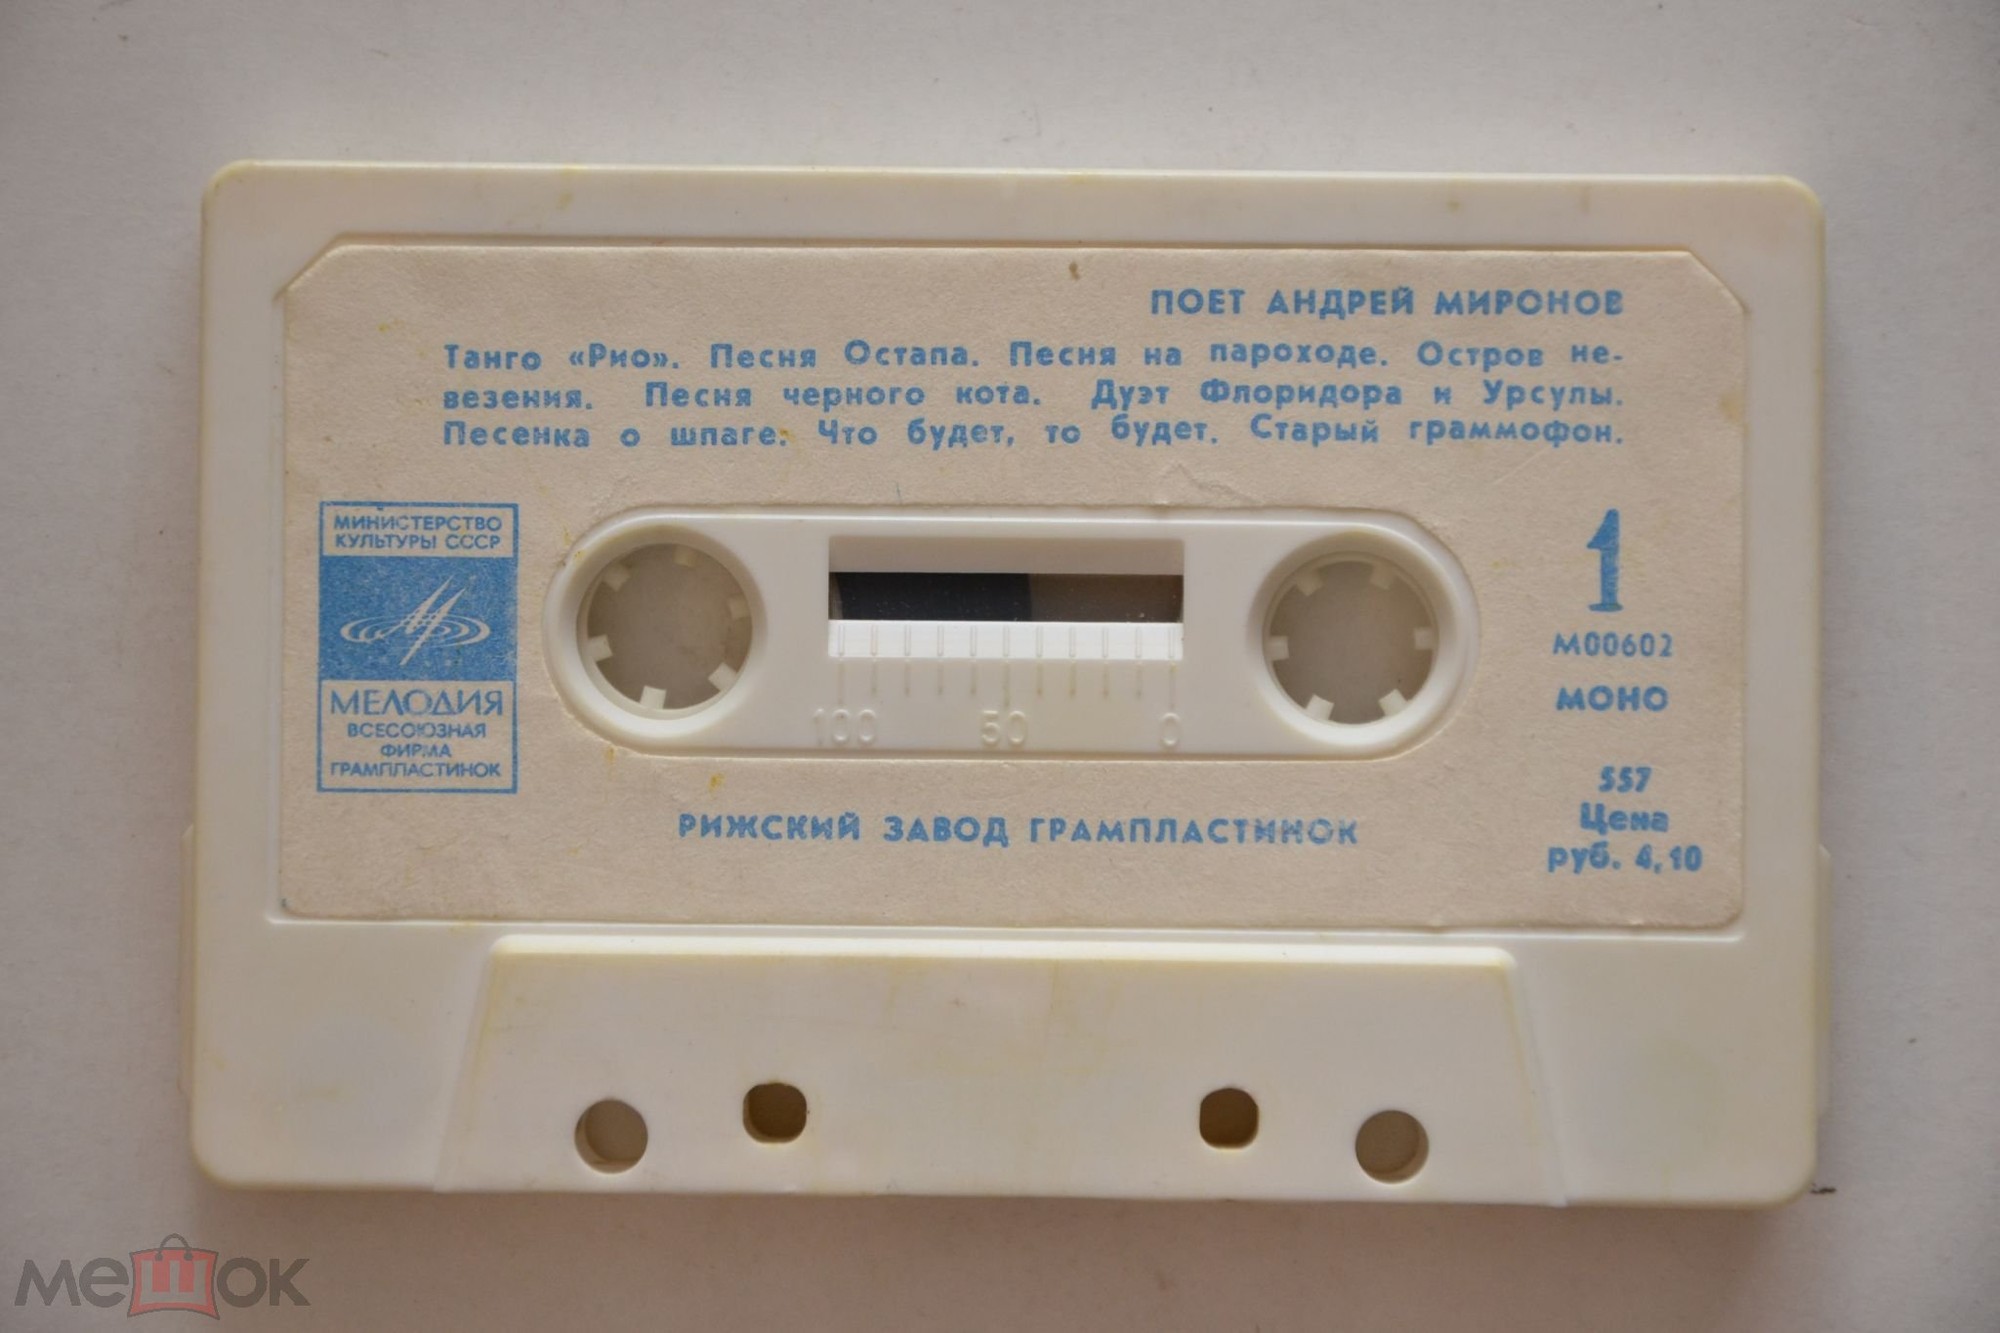 ПОЕТ АНДРЕЙ МИРОНОВ
Танго «Рио». Песня Остапа. Песня на пароходе. Остров не-
везения. Песня черного кота. Дуэт Флоридора и Урсулы.
Песенка о шпаге. Что будет, то будет. Старый граммофон.
МИНИСТЕРСТВО
КУЛЬТУРЫ СССР
МЕЛОДИЯ
ВСЕСОЮЗНАЯ
ФИРМА
ГРАМПЛАСТИНОК
100 50 0
1
М00602
МОНО
557
Цена
руб. 4,10
РИЖСКИЙ ЗАВОД ГРАМПЛАСТИНОК
мешок